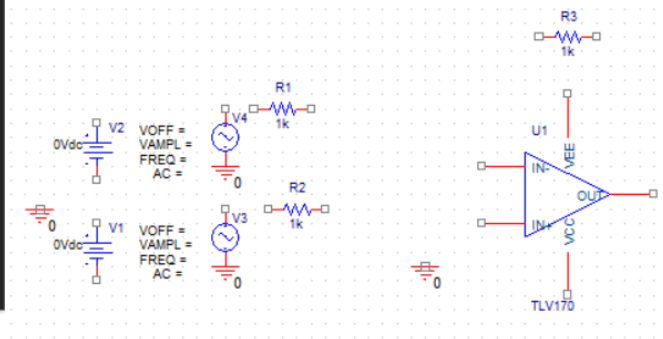 R3
1k
R1
1k
V2
0Vdc
VOFF =
VAMPL =
FREQ =
AC =
V4
0
U1
VEE
IN-
OUT
IN+
VCC
TLV170
R2
1k
0
V1
0Vdc
VOFF =
VAMPL =
FREQ =
AC =
V3
0
0